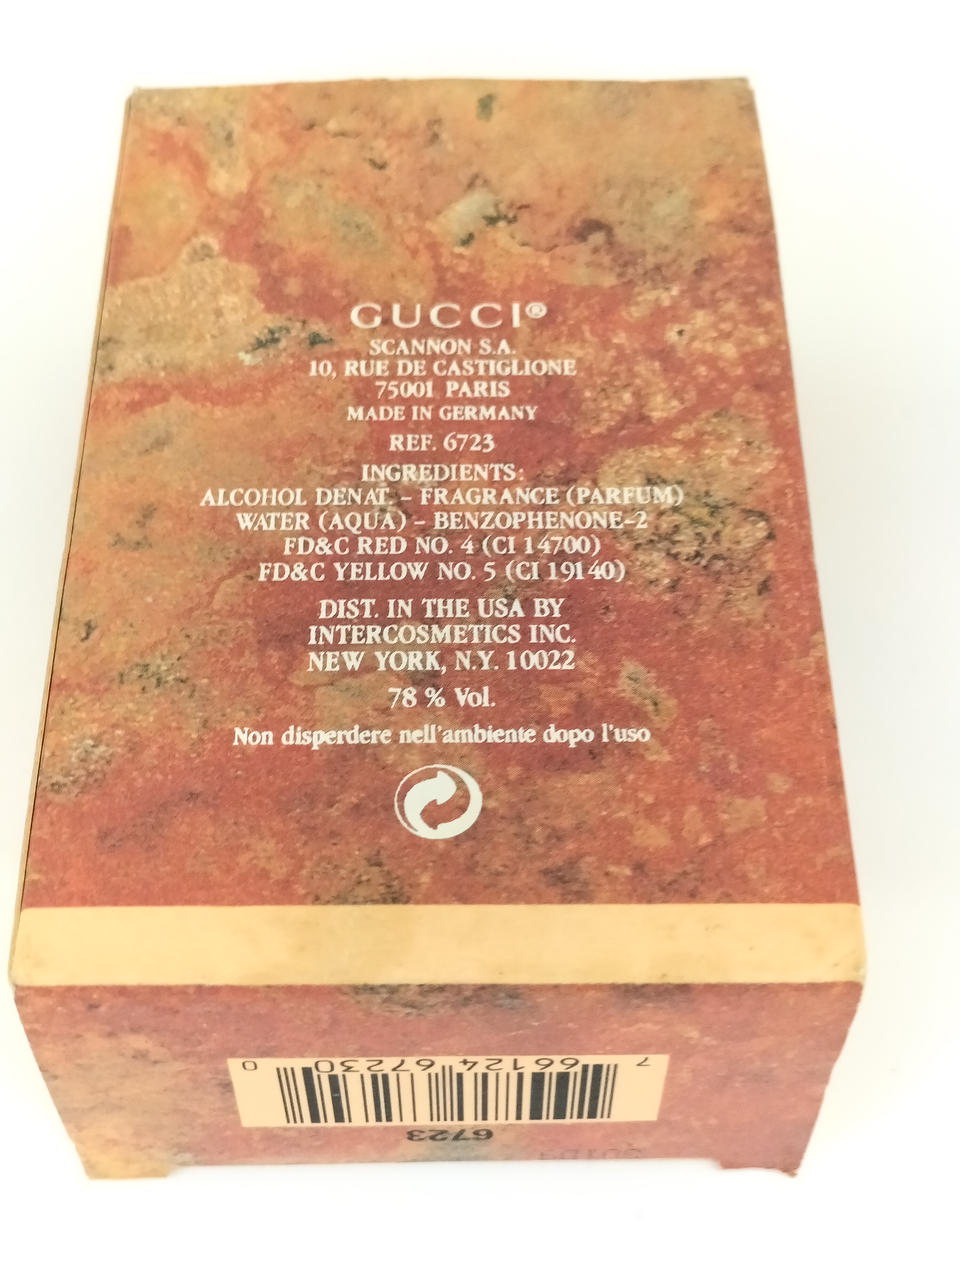 GUCCI®
SCANNON S.A.
10, RUE DE CASTIGLIONE
75001 PARIS
MADE IN GERMANY
REF. 6723
INGREDIENTS:
ALCOHOL DENAT. – FRAGRANCE (PARFUM)
WATER (AQUA) – BENZOPHENONE-2
FD&C RED NO. 4 (CI 14700)
FD&C YELLOW NO. 5 (CI 19140)
DIST. IN THE USA BY
INTERCOSMETICS INC.
NEW YORK, N.Y. 10022
78 % Vol.
Non disperdere nell'ambiente dopo l'uso
7 66124 67230 0
6723